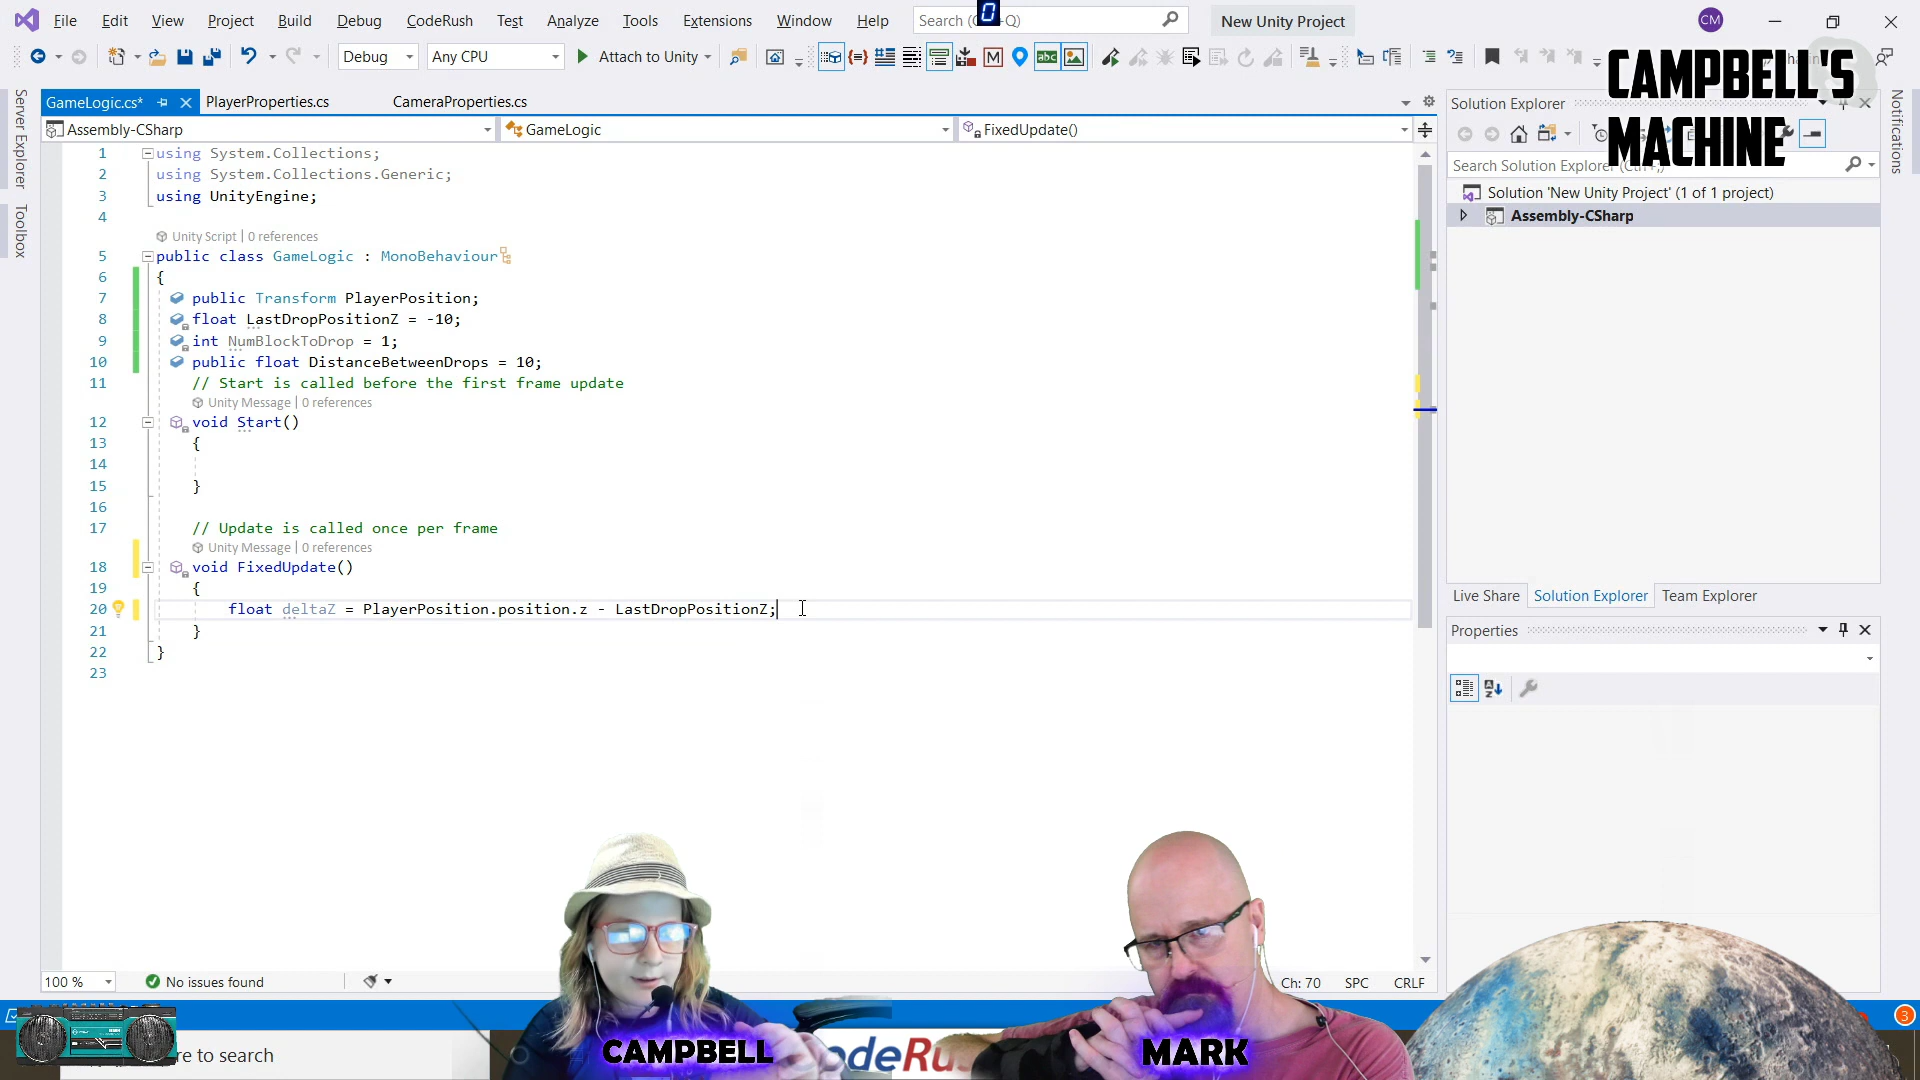 File Edit View Project Build Debug CodeRush Test Analyze Tools Extensions Window Help
New Unity Project
CM
Debug Any CPU Attach to Unity
CAMPBELL'S
MACHINE
Server Explorer
Toolbox
GameLogic.cs* PlayerProperties.cs CameraProperties.cs
Assembly-CSharp GameLogic FixedUpdate()
1 using System.Collections;
2 using System.Collections.Generic;
3 using UnityEngine;
4
Unity Script | 0 references
5 public class GameLogic : MonoBehaviour
6 {
7 public Transform PlayerPosition;
8 float LastDropPositionZ = -10;
9 int NumBlockToDrop = 1;
10 public float DistanceBetweenDrops = 10;
11 // Start is called before the first frame update
Unity Message | 0 references
12 void Start()
13 {
14
15 }
16
17 // Update is called once per frame
Unity Message | 0 references
18 void FixedUpdate()
19 {
20 float deltaZ = PlayerPosition.position.z - LastDropPositionZ;
21 }
22 }
23
Solution Explorer
Search Solution Explorer
Solution 'New Unity Project' (1 of 1 project)
Assembly-CSharp
Live Share Solution Explorer Team Explorer
Properties
Notifications
100 % No issues found Ch: 70 SPC CRLF
re to search
CAMPBELL
MARK
3